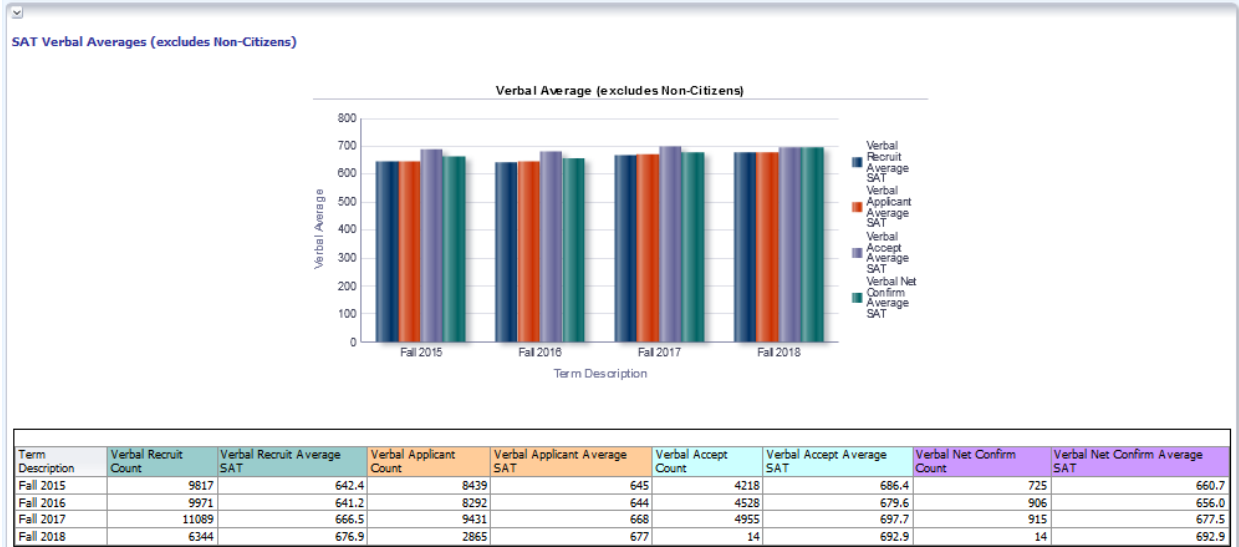 SAT Verbal Averages (excludes Non-Citizens)
Verbal Average (excludes Non-Citizens)
800
700
600
500
400
300
200
100
0
Verbal Average
Fall 2015 Fall 2016 Fall 2017 Fall 2018
Term Description
Verbal
Recruit
Average
SAT
Verbal
Applicant
Average
SAT
Verbal
Accept
Average
SAT
Verbal Net
Confirm
Average
SAT
Term Description Verbal Recruit Count Verbal Recruit Average SAT Verbal Applicant Count Verbal Applicant Average SAT Verbal Accept Count Verbal Accept Average SAT Verbal Net Confirm Count Verbal Net Confirm Average SAT
Fall 2015 9817 642.4 8439 645 4218 686.4 725 660.7
Fall 2016 9971 641.2 8292 644 4528 679.6 906 656.0
Fall 2017 11089 666.5 9431 668 4955 697.7 915 677.5
Fall 2018 6344 676.9 2865 677 14 692.9 14 692.9